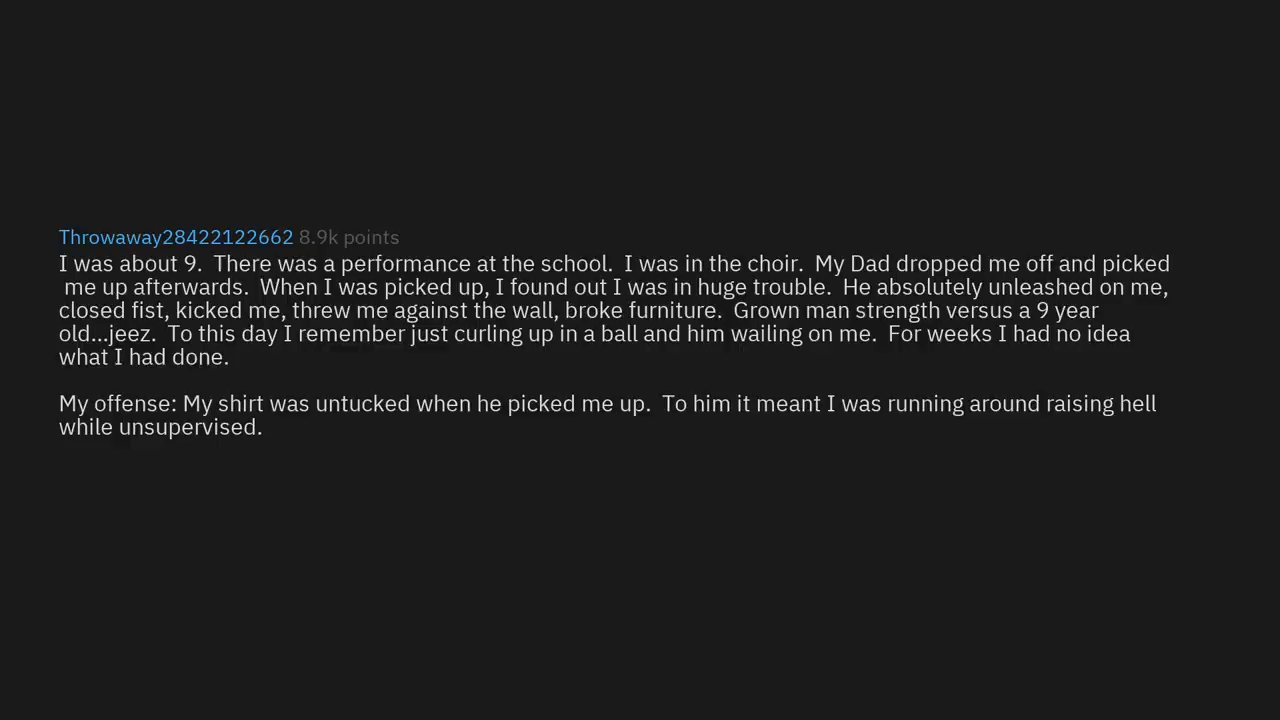 Throwaway28422122662 8.9k points
I was about 9.  There was a performance at the school.  I was in the choir.  My Dad dropped me off and picked
me up afterwards.  When I was picked up, I found out I was in huge trouble.  He absolutely unleashed on me,
closed fist, kicked me, threw me against the wall, broke furniture.  Grown man strength versus a 9 year
old...jeez.  To this day I remember just curling up in a ball and him wailing on me.  For weeks I had no idea
what I had done.
My offense: My shirt was untucked when he picked me up.  To him it meant I was running around raising hell
while unsupervised.